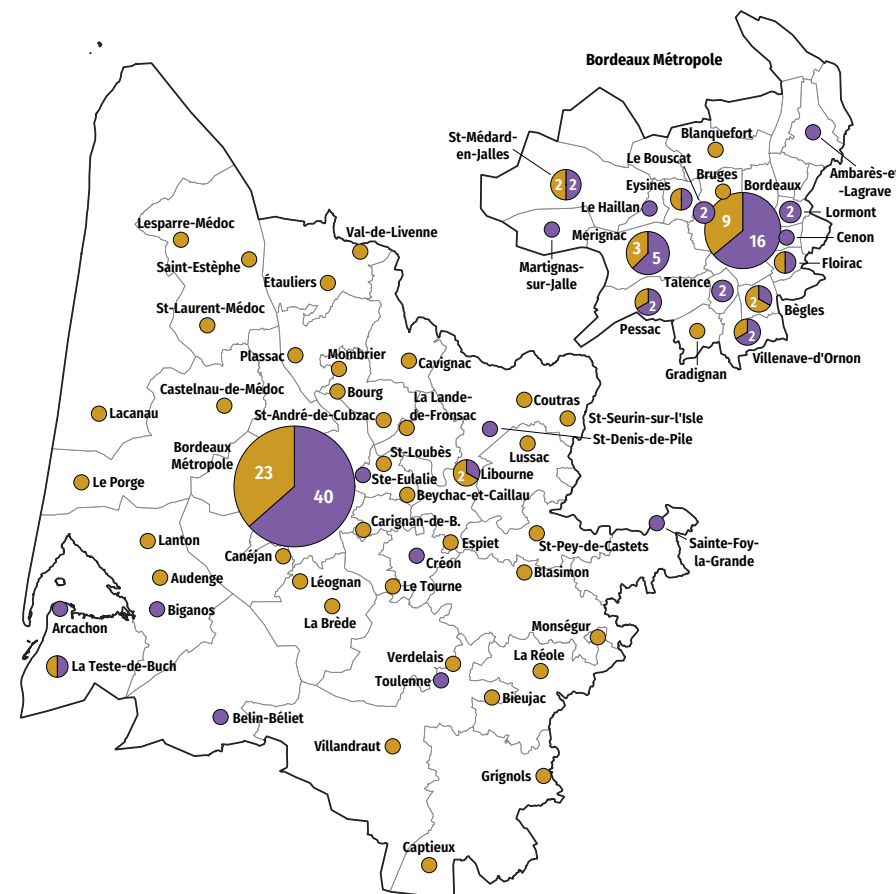 Bordeaux Métropole
St-Médard-
en-Jalles
2 2
Blanquefort
Le Bouscat
Ambarès-et
-Lagrave
Bruges
Eysines
Bordeaux
Le Haillan
2
9
16
2
Lormont
Cenon
Mérignac
3
5
Floirac
Martignas-
sur-Jalle
Talence
2
2
Bègles
Pessac
2
2
Villenave-d'Ornon
Gradignan
Lesparre-Médoc
Val-de-Livenne
Saint-Estèphe
Étauliers
St-Laurent-Médoc
Plassac
Mombrier
Cavignac
Castelnau-de-Médoc
Bourg
La Lande-
de-Fronsac
Coutras
Lacanau
St-André-de-Cubzac
St-Seurin-sur-l'Isle
St-Denis-de-Pile
Bordeaux
Métropole
23
40
St-Loubès
Lussac
Le Porge
Ste-Eulalie
2
Libourne
Beychac-et-Caillau
Carignan-de-B.
Lanton
Espiet
St-Pey-de-Castets
Sainte-Foy-
la-Grande
Canéjan
Créon
Audenge
Léognan
Le Tourne
Blasimon
Biganos
La Brède
Arcachon
Monségur
La Teste-de-Buch
Verdelais
La Réole
Toulenne
Bieujac
Belin-Béliet
Villandraut
Grignols
Captieux